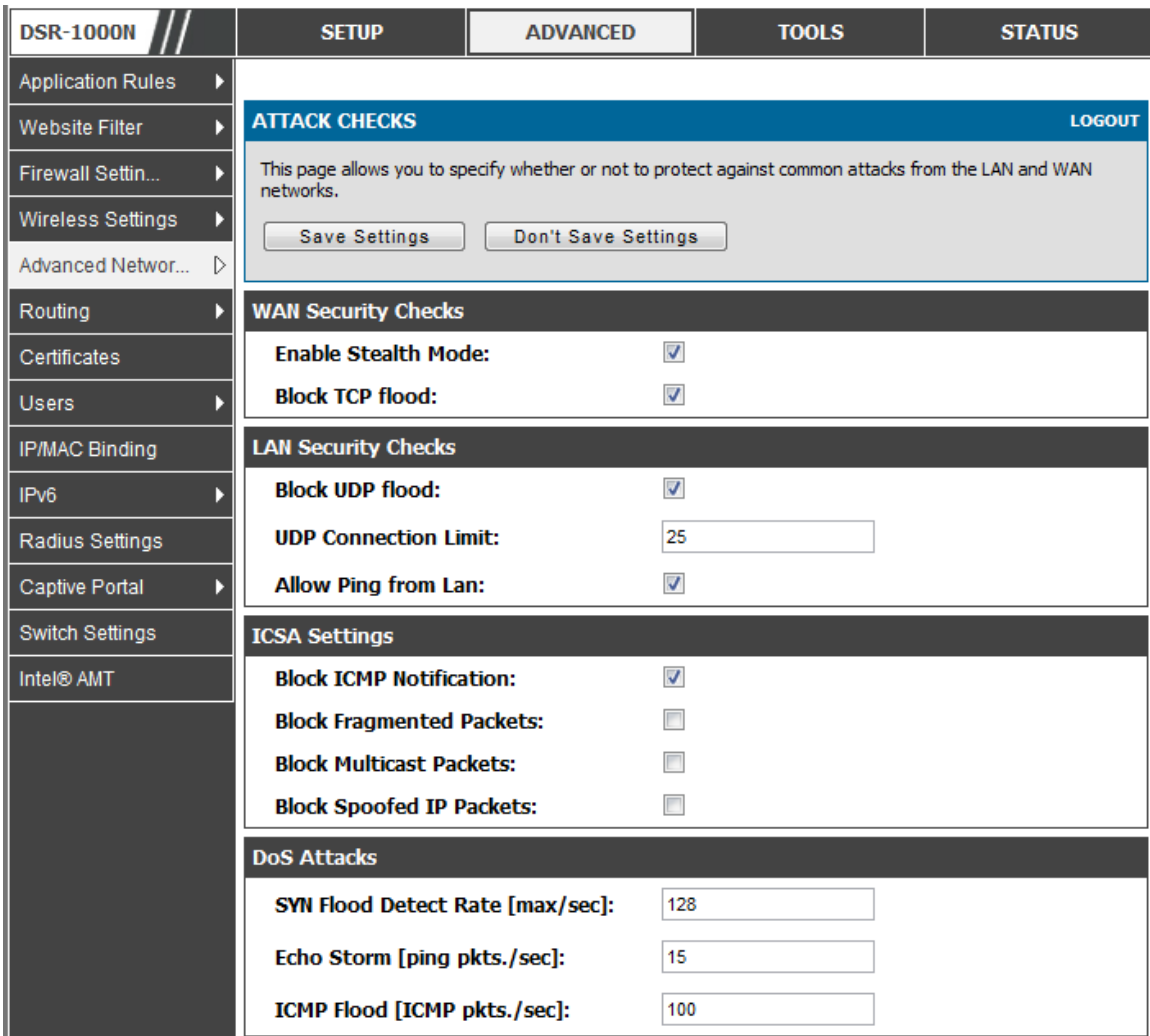 DSR-1000N
SETUP
ADVANCED
TOOLS
STATUS
Application Rules
Website Filter
Firewall Settin...
Wireless Settings
Advanced Networ...
Routing
Certificates
Users
IP/MAC Binding
IPv6
Radius Settings
Captive Portal
Switch Settings
Intel® AMT
ATTACK CHECKS
LOGOUT
This page allows you to specify whether or not to protect against common attacks from the LAN and WAN
networks.
Save Settings
Don't Save Settings
WAN Security Checks
Enable Stealth Mode:
Block TCP flood:
LAN Security Checks
Block UDP flood:
UDP Connection Limit: 25
Allow Ping from Lan:
ICSA Settings
Block ICMP Notification:
Block Fragmented Packets:
Block Multicast Packets:
Block Spoofed IP Packets:
DoS Attacks
SYN Flood Detect Rate [max/sec]: 128
Echo Storm [ping pkts./sec]: 15
ICMP Flood [ICMP pkts./sec]: 100